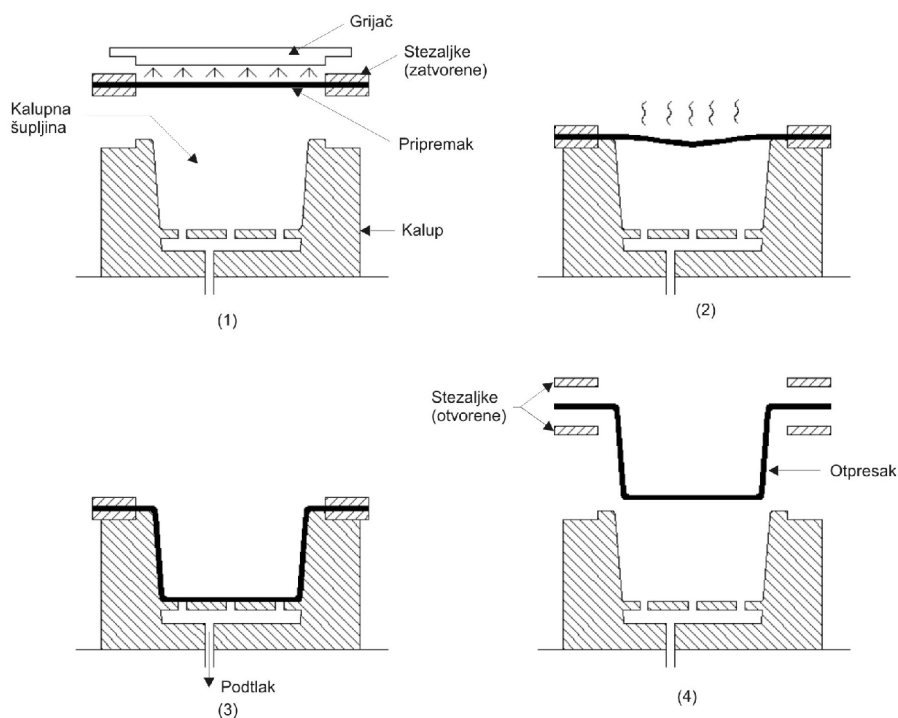 Grijač
Stezaljke
(zatvorene)
Kalupna
šupljina
Pripremak
Kalup
(1)
(2)
Stezaljke
(otvorene)
Otpresak
Podtlak
(3)
(4)